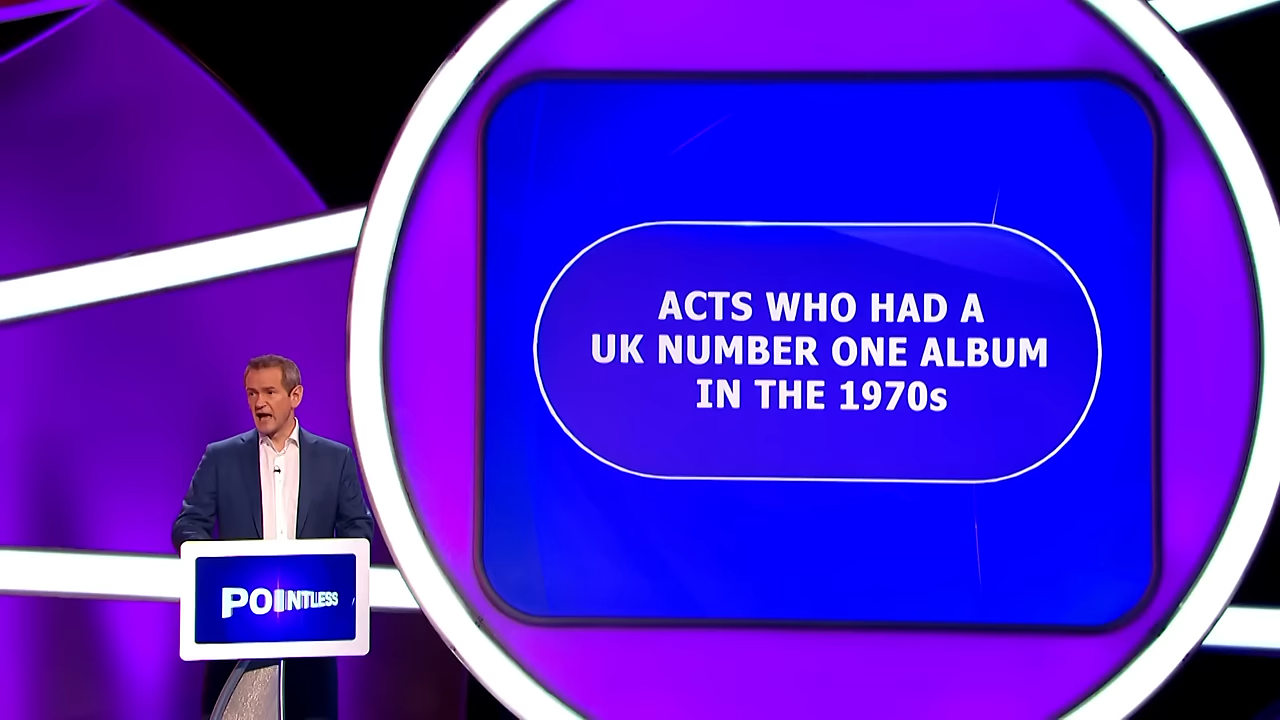 ACTS WHO HAD A
UK NUMBER ONE ALBUM
IN THE 1970s
POINTLESS